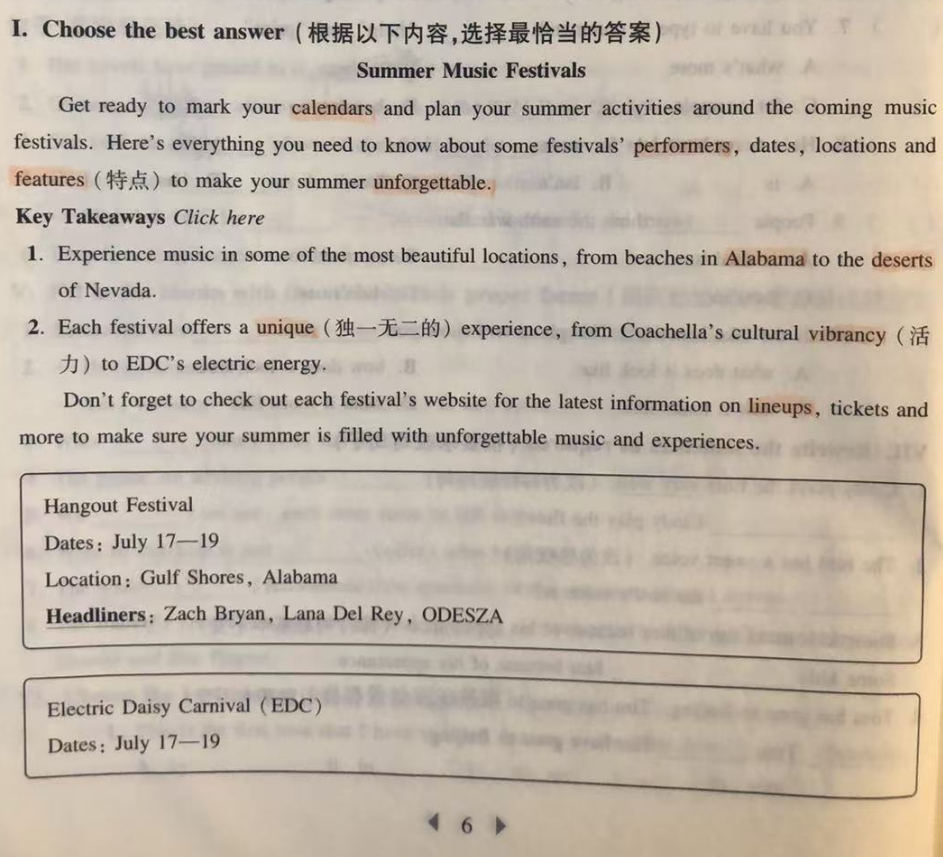 I. Choose the best answer (根据以下内容,选择最恰当的答案)
Summer Music Festivals
Get ready to mark your calendars and plan your summer activities around the coming music
festivals. Here's everything you need to know about some festivals' performers, dates, locations and
features (特点) to make your summer unforgettable.
Key Takeaways Click here
1. Experience music in some of the most beautiful locations, from beaches in Alabama to the deserts
of Nevada.
2. Each festival offers a unique (独一无二的) experience, from Coachella's cultural vibrancy (活
力) to EDC's electric energy.
Don't forget to check out each festival's website for the latest information on lineups, tickets and
more to make sure your summer is filled with unforgettable music and experiences.
Hangout Festival
Dates: July 17—19
Location: Gulf Shores, Alabama
Headliners: Zach Bryan, Lana Del Rey, ODESZA
Electric Daisy Carnival (EDC)
Dates: July 17—19
6